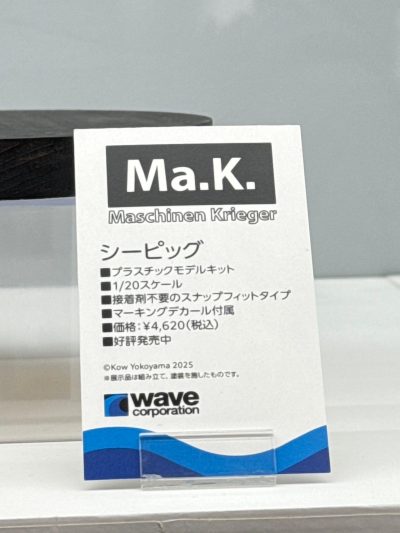 Ma.K.
Maschinen Krieger
シーピッグ
■プラスチックモデルキット
■1/20スケール
■接着剤不要のスナップフィットタイプ
■マーキングデカール付属
■価格：¥4,620（税込）
■好評発売中
©Kow Yokoyama 2025
※展示品は組み立て、塗装を施したものです。
wave
corporation